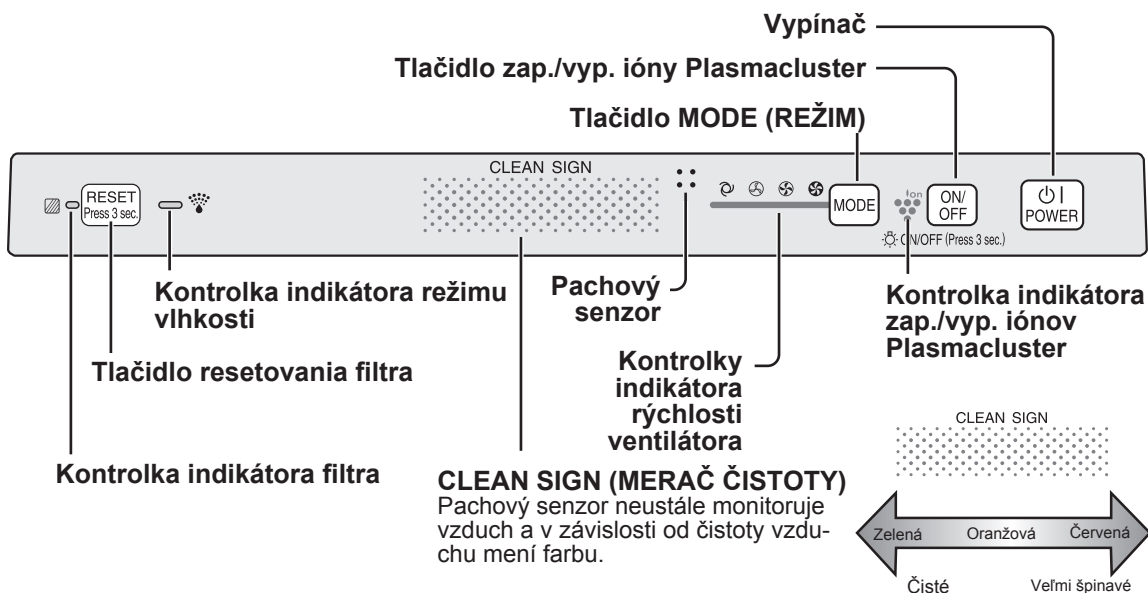 Vypínač
Tlačidlo zap./vyp. ióny Plasmacluster
Tlačidlo MODE (REŽIM)
CLEAN SIGN
RESET
Press 3 sec.
MODE
ion
ON/
OFF
ON/OFF (Press 3 sec.)
POWER
Kontrolka indikátora režimu
vlhkosti
Tlačidlo resetovania filtra
Kontrolka indikátora filtra
Pachový
senzor
Kontrolky
indikátora
rýchlosti
ventilátora
Kontrolka indikátora
zap./vyp. iónov
Plasmacluster
CLEAN SIGN (MERAČ ČISTOTY)
Pachový senzor neustále monitoruje
vzduch a v závislosti od čistoty vzdu-
chu mení farbu.
CLEAN SIGN
Zelená Oranžová Červená
Čisté Veľmi špinavé